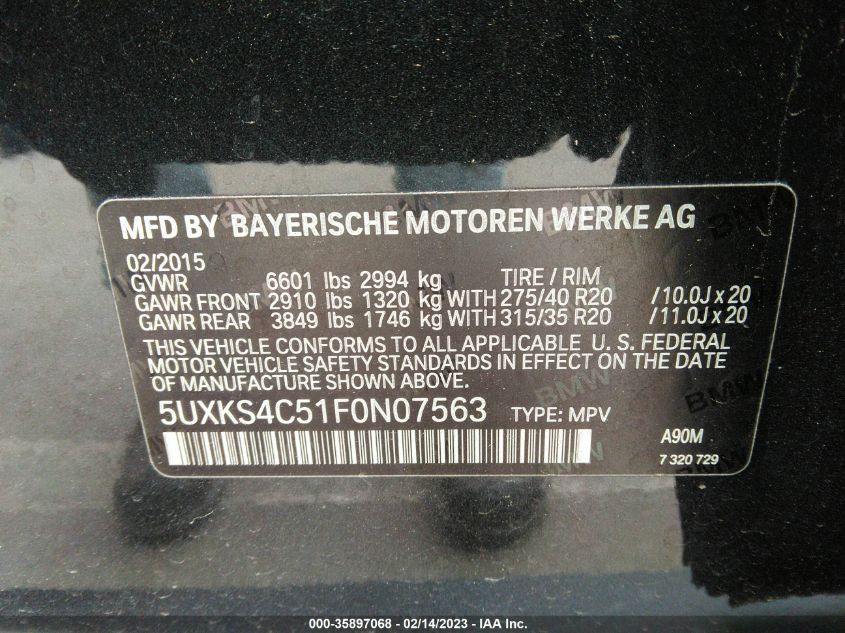 MFD BY BAYERISCHE MOTOREN WERKE AG
02/2015
GVWR 6601 lbs 2994 kg TIRE / RIM
GAWR FRONT 2910 lbs 1320 kg WITH 275/40 R20 /10.0J x 20
GAWR REAR 3849 lbs 1746 kg WITH 315/35 R20 /11.0J x 20
THIS VEHICLE CONFORMS TO ALL APPLICABLE U. S. FEDERAL
MOTOR VEHICLE SAFETY STANDARDS IN EFFECT ON THE DATE
OF MANUFACTURE SHOWN ABOVE.
5UXKS4C51F0N07563 TYPE: MPV
A90M
7 320 729
000-35897068 - 02/14/2023 - IAA Inc.